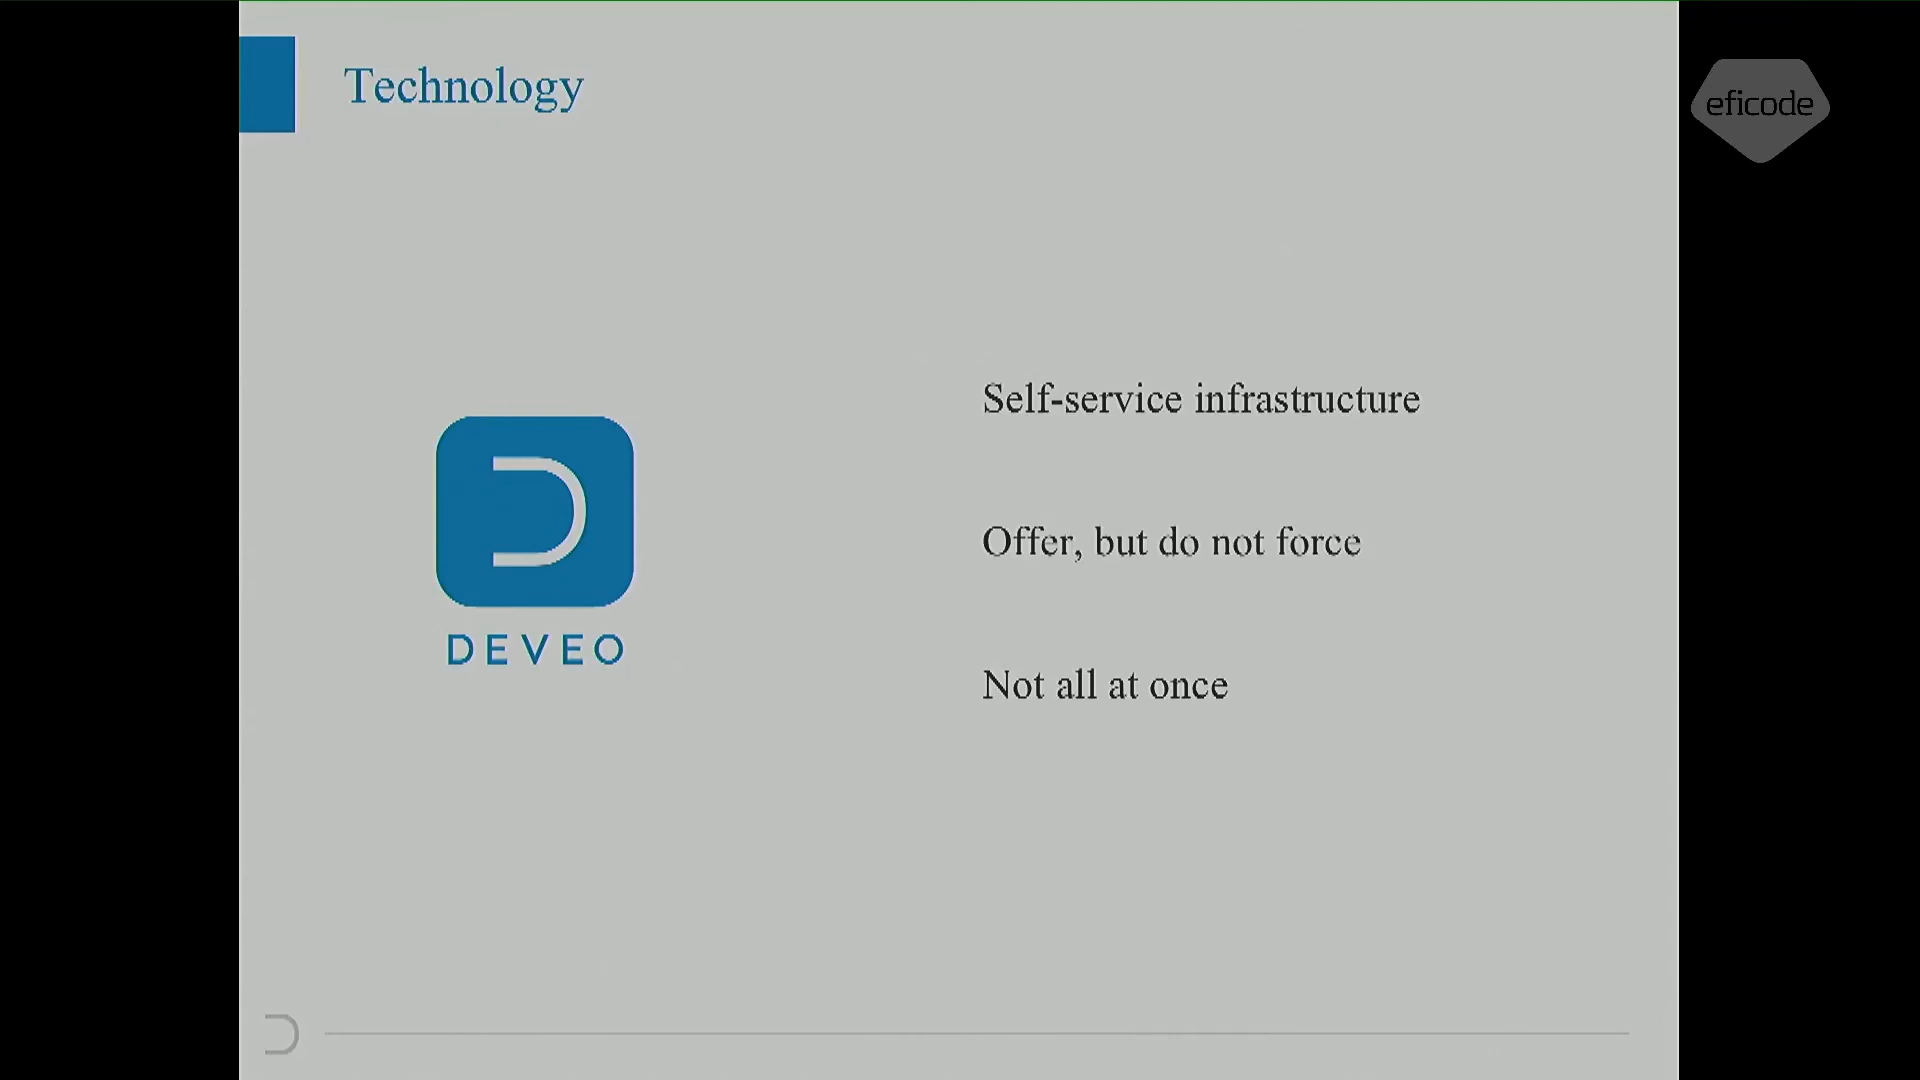 Technology
eficode
Self-service infrastructure
Offer, but do not force
DEVEO
Not all at once